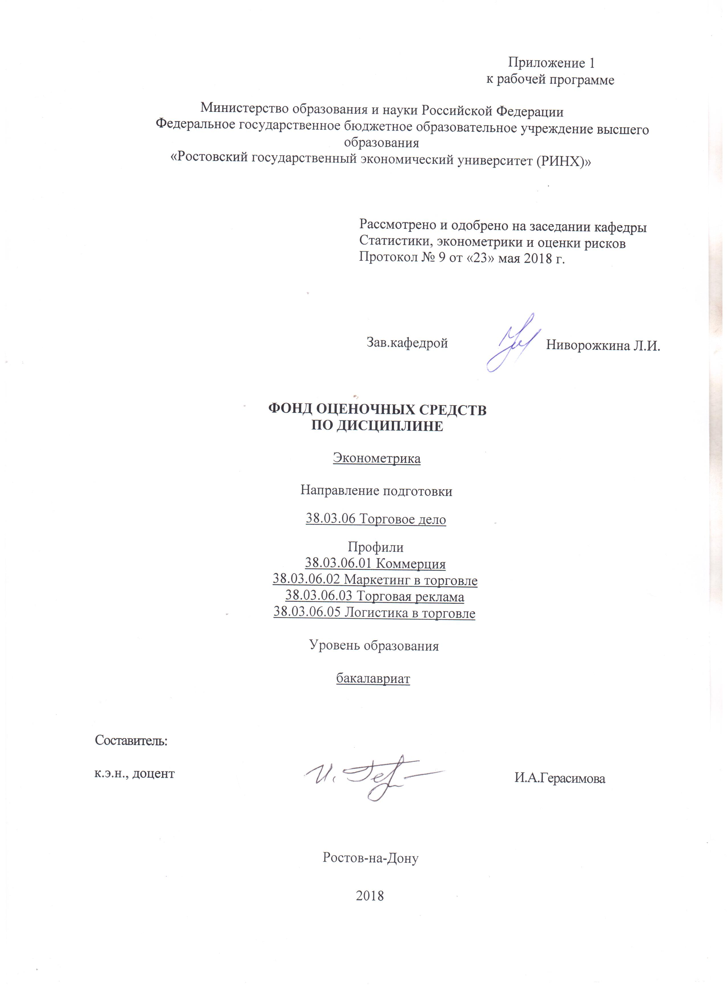 Приложение 1
к рабочей программе
Министерство образования и науки Российской Федерации
Федеральное государственное бюджетное образовательное учреждение высшего
образования
«Ростовский государственный экономический университет (РИНХ)»
Рассмотрено и одобрено на заседании кафедры
Статистики, эконометрики и оценки рисков
Протокол № 9 от «23» мая 2018 г.
Зав.кафедрой Ниворожкина Л.И.
ФОНД ОЦЕНОЧНЫХ СРЕДСТВ
ПО ДИСЦИПЛИНЕ
Эконометрика
Направление подготовки
38.03.06 Торговое дело
Профили
38.03.06.01 Коммерция
38.03.06.02 Маркетинг в торговле
38.03.06.03 Торговая реклама
38.03.06.05 Логистика в торговле
Уровень образования
бакалавриат
Составитель:
к.э.н., доцент И.А.Герасимова
Ростов-на-Дону
2018